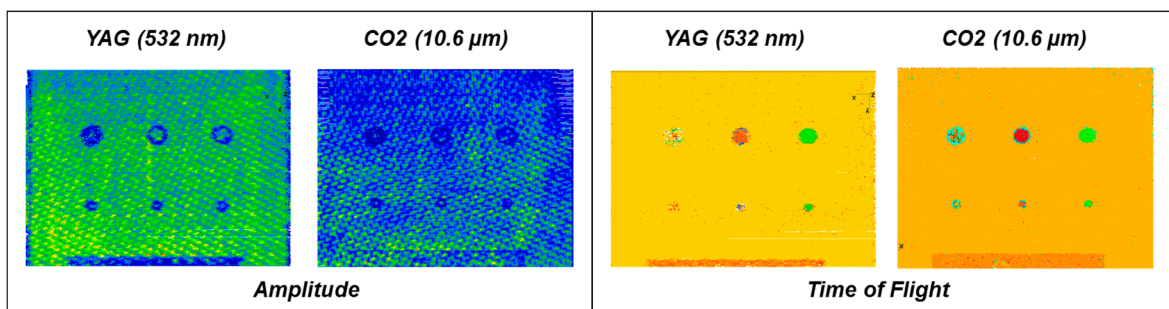 YAG (532 nm) CO2 (10.6 µm) YAG (532 nm) CO2 (10.6 µm)
Amplitude Time of Flight